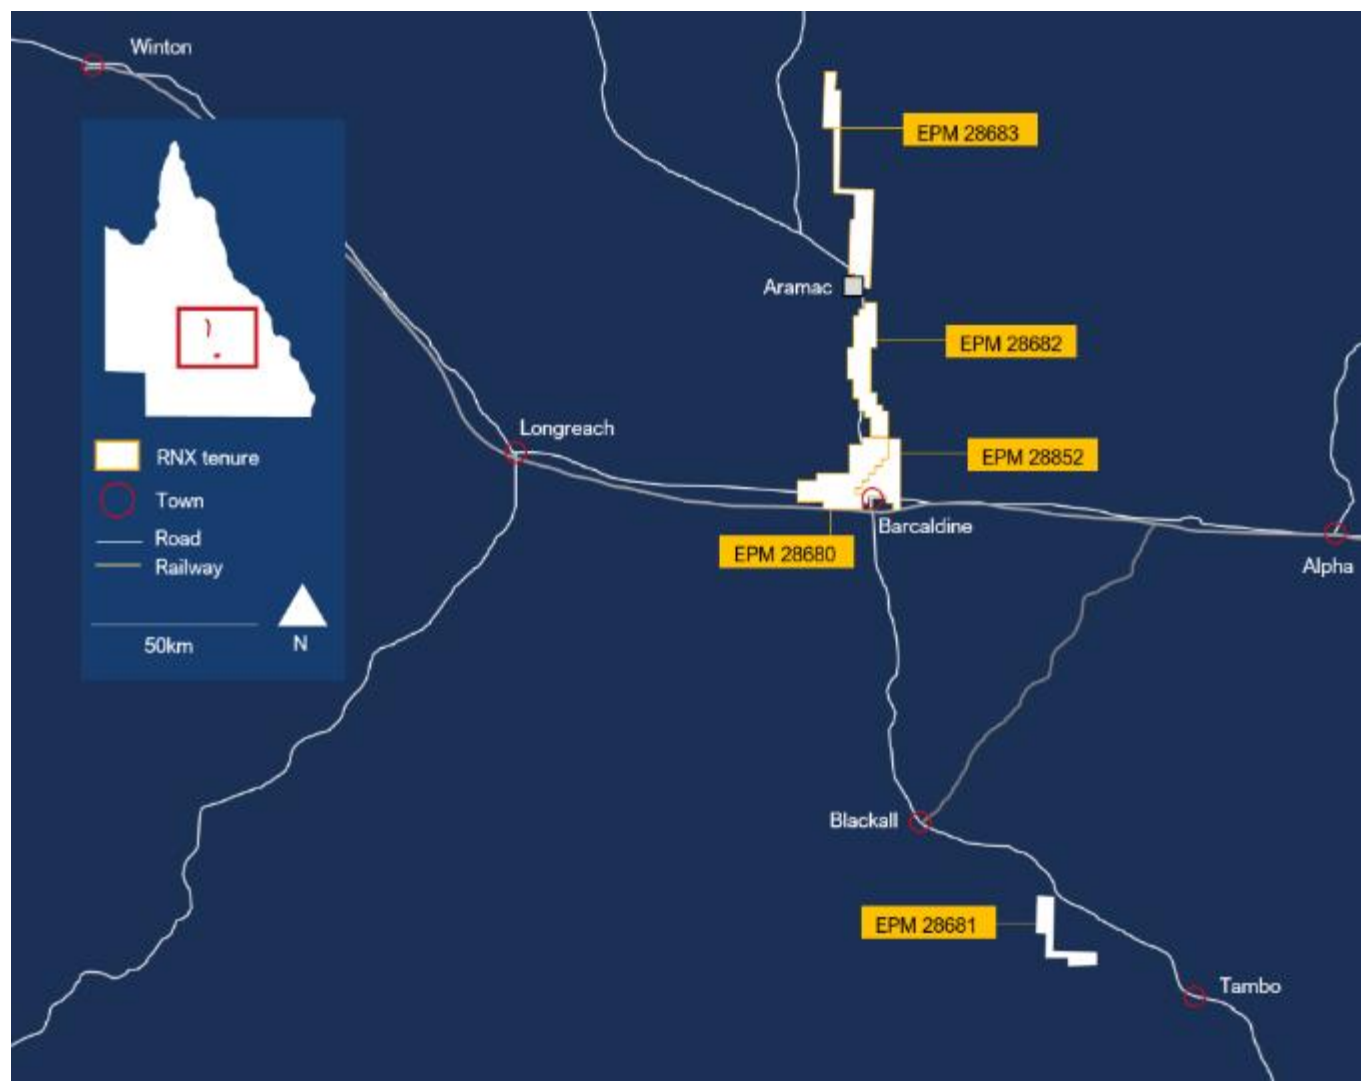 Winton
EPM 28683
Aramac
EPM 28682
Longreach
EPM 28852
RNX tenure
Town
Road
Railway
50km
N
Barcaldine
EPM 28680
Alpha
Blackall
EPM 28681
Tambo